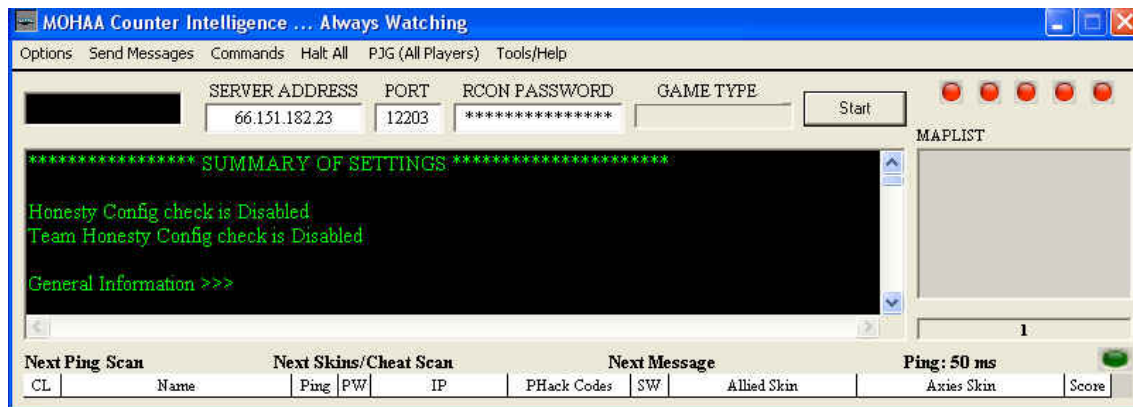 MOHAA Counter Intelligence ... Always Watching
Options Send Messages Commands Halt All PJG (All Players) Tools/Help
SERVER ADDRESS PORT RCON PASSWORD GAME TYPE
66.151.182.23 12203 *************** Start
MAPLIST
***************** SUMMARY OF SETTINGS **********************
Honesty Config check is Disabled
Team Honesty Config check is Disabled
General Information >>>
1
Next Ping Scan Next Skins/Cheat Scan Next Message Ping: 50 ms
CL Name Ping PW IP PHack Codes SW Allied Skin Axies Skin Score